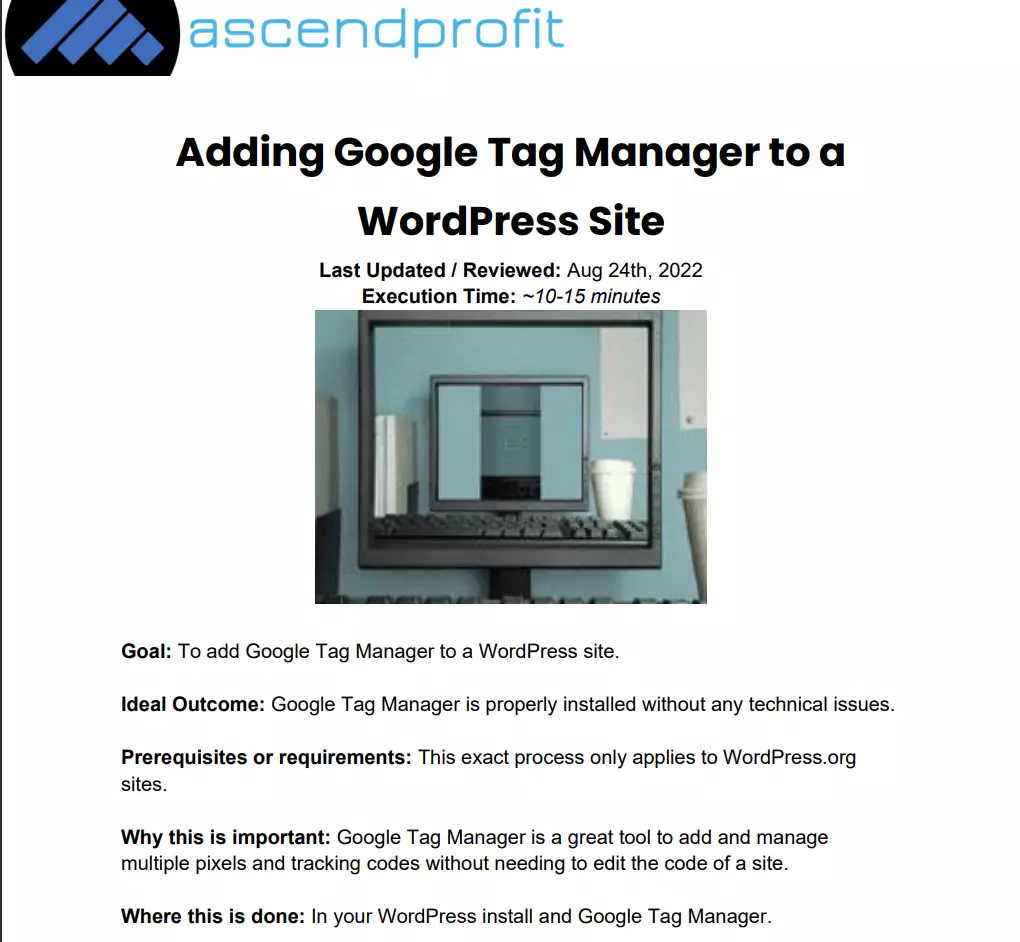 ascendprofit
Adding Google Tag Manager to a
WordPress Site
Last Updated / Reviewed: Aug 24th, 2022
Execution Time: ~10-15 minutes
Goal: To add Google Tag Manager to a WordPress site.
Ideal Outcome: Google Tag Manager is properly installed without any technical issues.
Prerequisites or requirements: This exact process only applies to WordPress.org
sites.
Why this is important: Google Tag Manager is a great tool to add and manage
multiple pixels and tracking codes without needing to edit the code of a site.
Where this is done: In your WordPress install and Google Tag Manager.